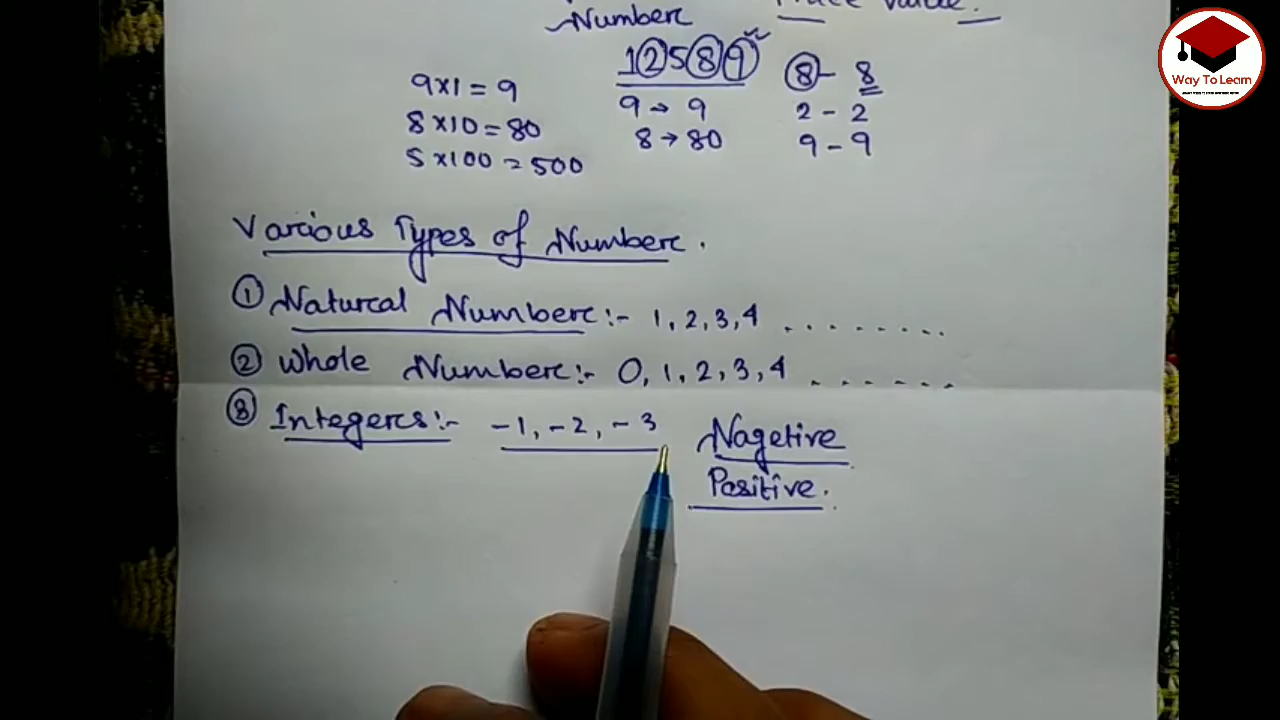 Place Value.
Number
12589
9x1 = 9
8x10 = 80
5x100 = 500
9 → 9
8 → 80
8 - 8
2 - 2
9 - 9
Various Types of Number.
① Natural Number:- 1, 2, 3, 4 .........
② Whole Number:- 0, 1, 2, 3, 4 ......
③ Integers:- -1, -2, -3
Nagetive
Positive.
Way To Learn